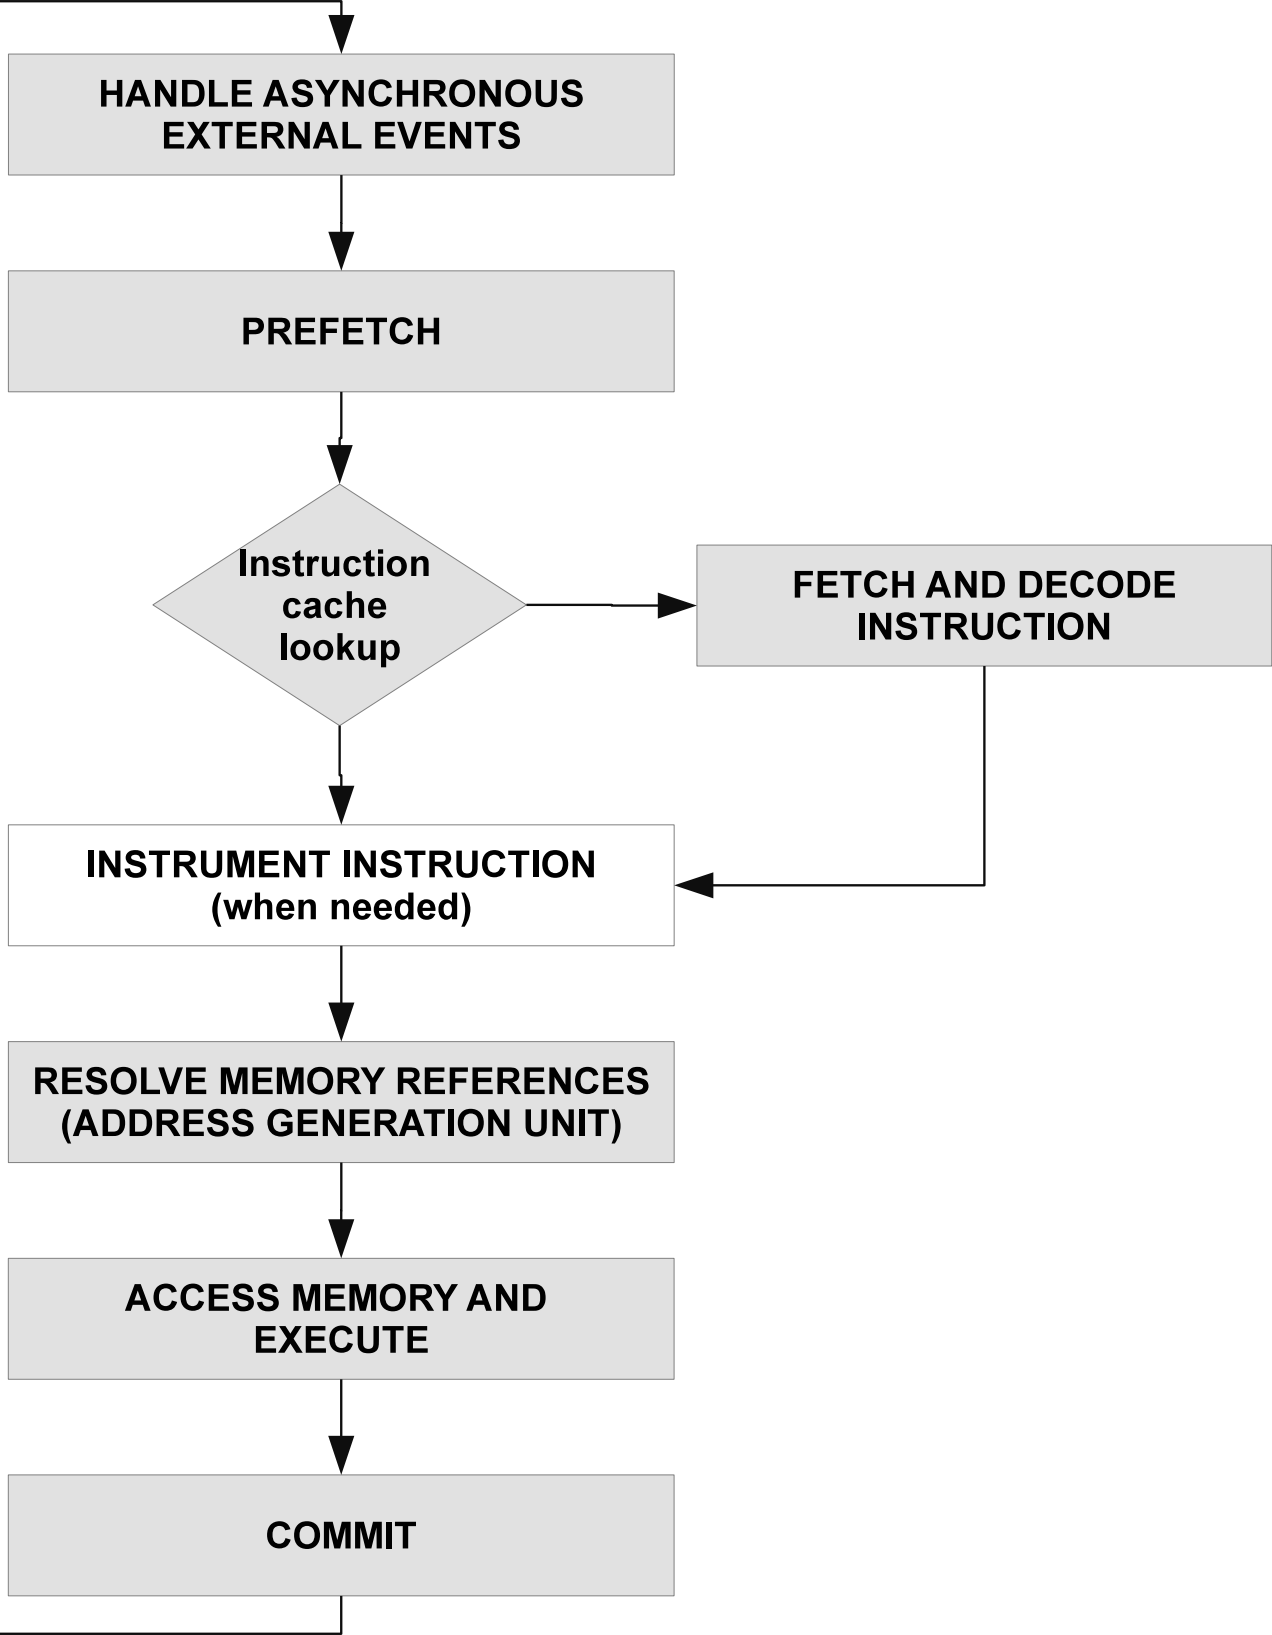 HANDLE ASYNCHRONOUS
EXTERNAL EVENTS
PREFETCH
Instruction
cache
lookup
FETCH AND DECODE
INSTRUCTION
INSTRUMENT INSTRUCTION
(when needed)
RESOLVE MEMORY REFERENCES
(ADDRESS GENERATION UNIT)
ACCESS MEMORY AND
EXECUTE
COMMIT